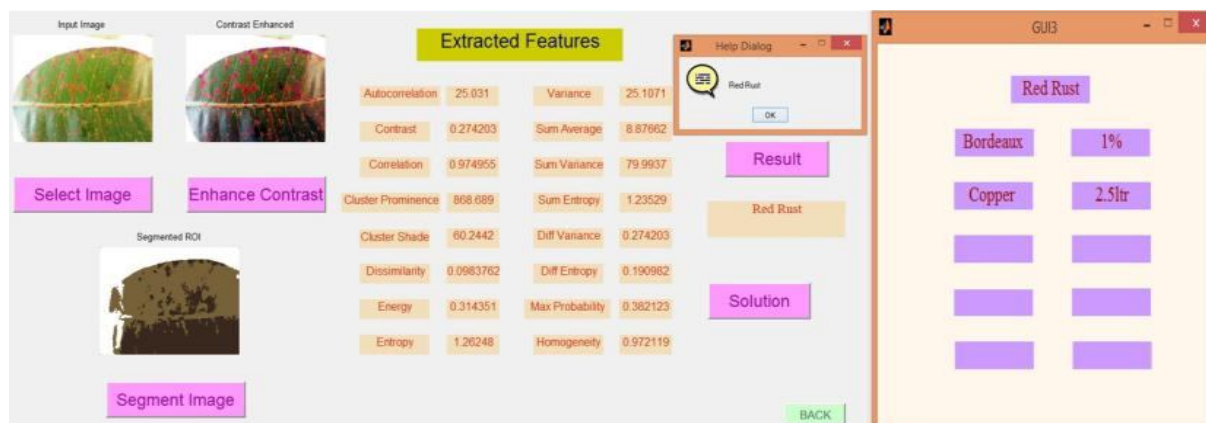 Input Image
Contrast Enhanced
Select Image
Enhance Contrast
Segmented ROI
Segment Image
Extracted Features
Autocorrelation 25.031 Variance 25.1071
Contrast 0.274203 Sum Average 8.87662
Correlation 0.974955 Sum Variance 79.9937
Cluster Prominence 868.689 Sum Entropy 1.23529
Cluster Shade 60.2442 Diff Variance 0.274203
Dissimilarity 0.0983762 Diff Entropy 0.190982
Energy 0.314351 Max Probability 0.382123
Entropy 1.26248 Homogeneity 0.972119
Help Dialog
Red Rust
OK
Result
Red Rust
Solution
BACK
GUI3
Red Rust
Bordeaux 1%
Copper 2.5ltr